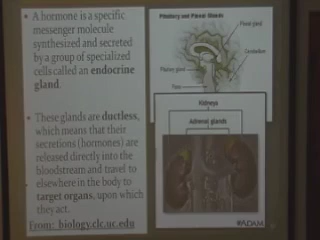 • A hormone is a specific
messenger molecule
synthesized and secreted
by a group of specialized
cells called an endocrine
gland.
• These glands are ductless,
which means that their
secretions (hormones) are
released directly into the
bloodstream and travel to
elsewhere in the body to
target organs, upon which
they act.
From: biology.clc.uc.edu
Pituitary and Pineal Glands
Pineal gland
Cerebellum
Pituitary gland
Pons
Kidneys
Adrenal glands
©ADAM